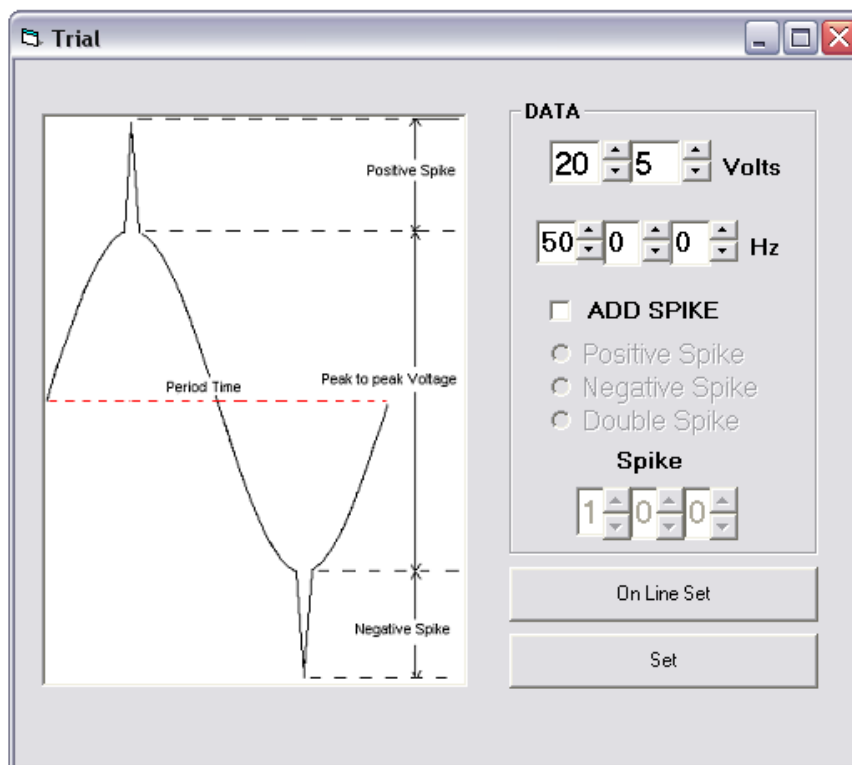 Trial
Positive Spike
Period Time
Peak to peak Voltage
Negative Spike
DATA
20 5 Volts
50 0 0 Hz
ADD SPIKE
Positive Spike
Negative Spike
Double Spike
Spike
1 0 0
On Line Set
Set